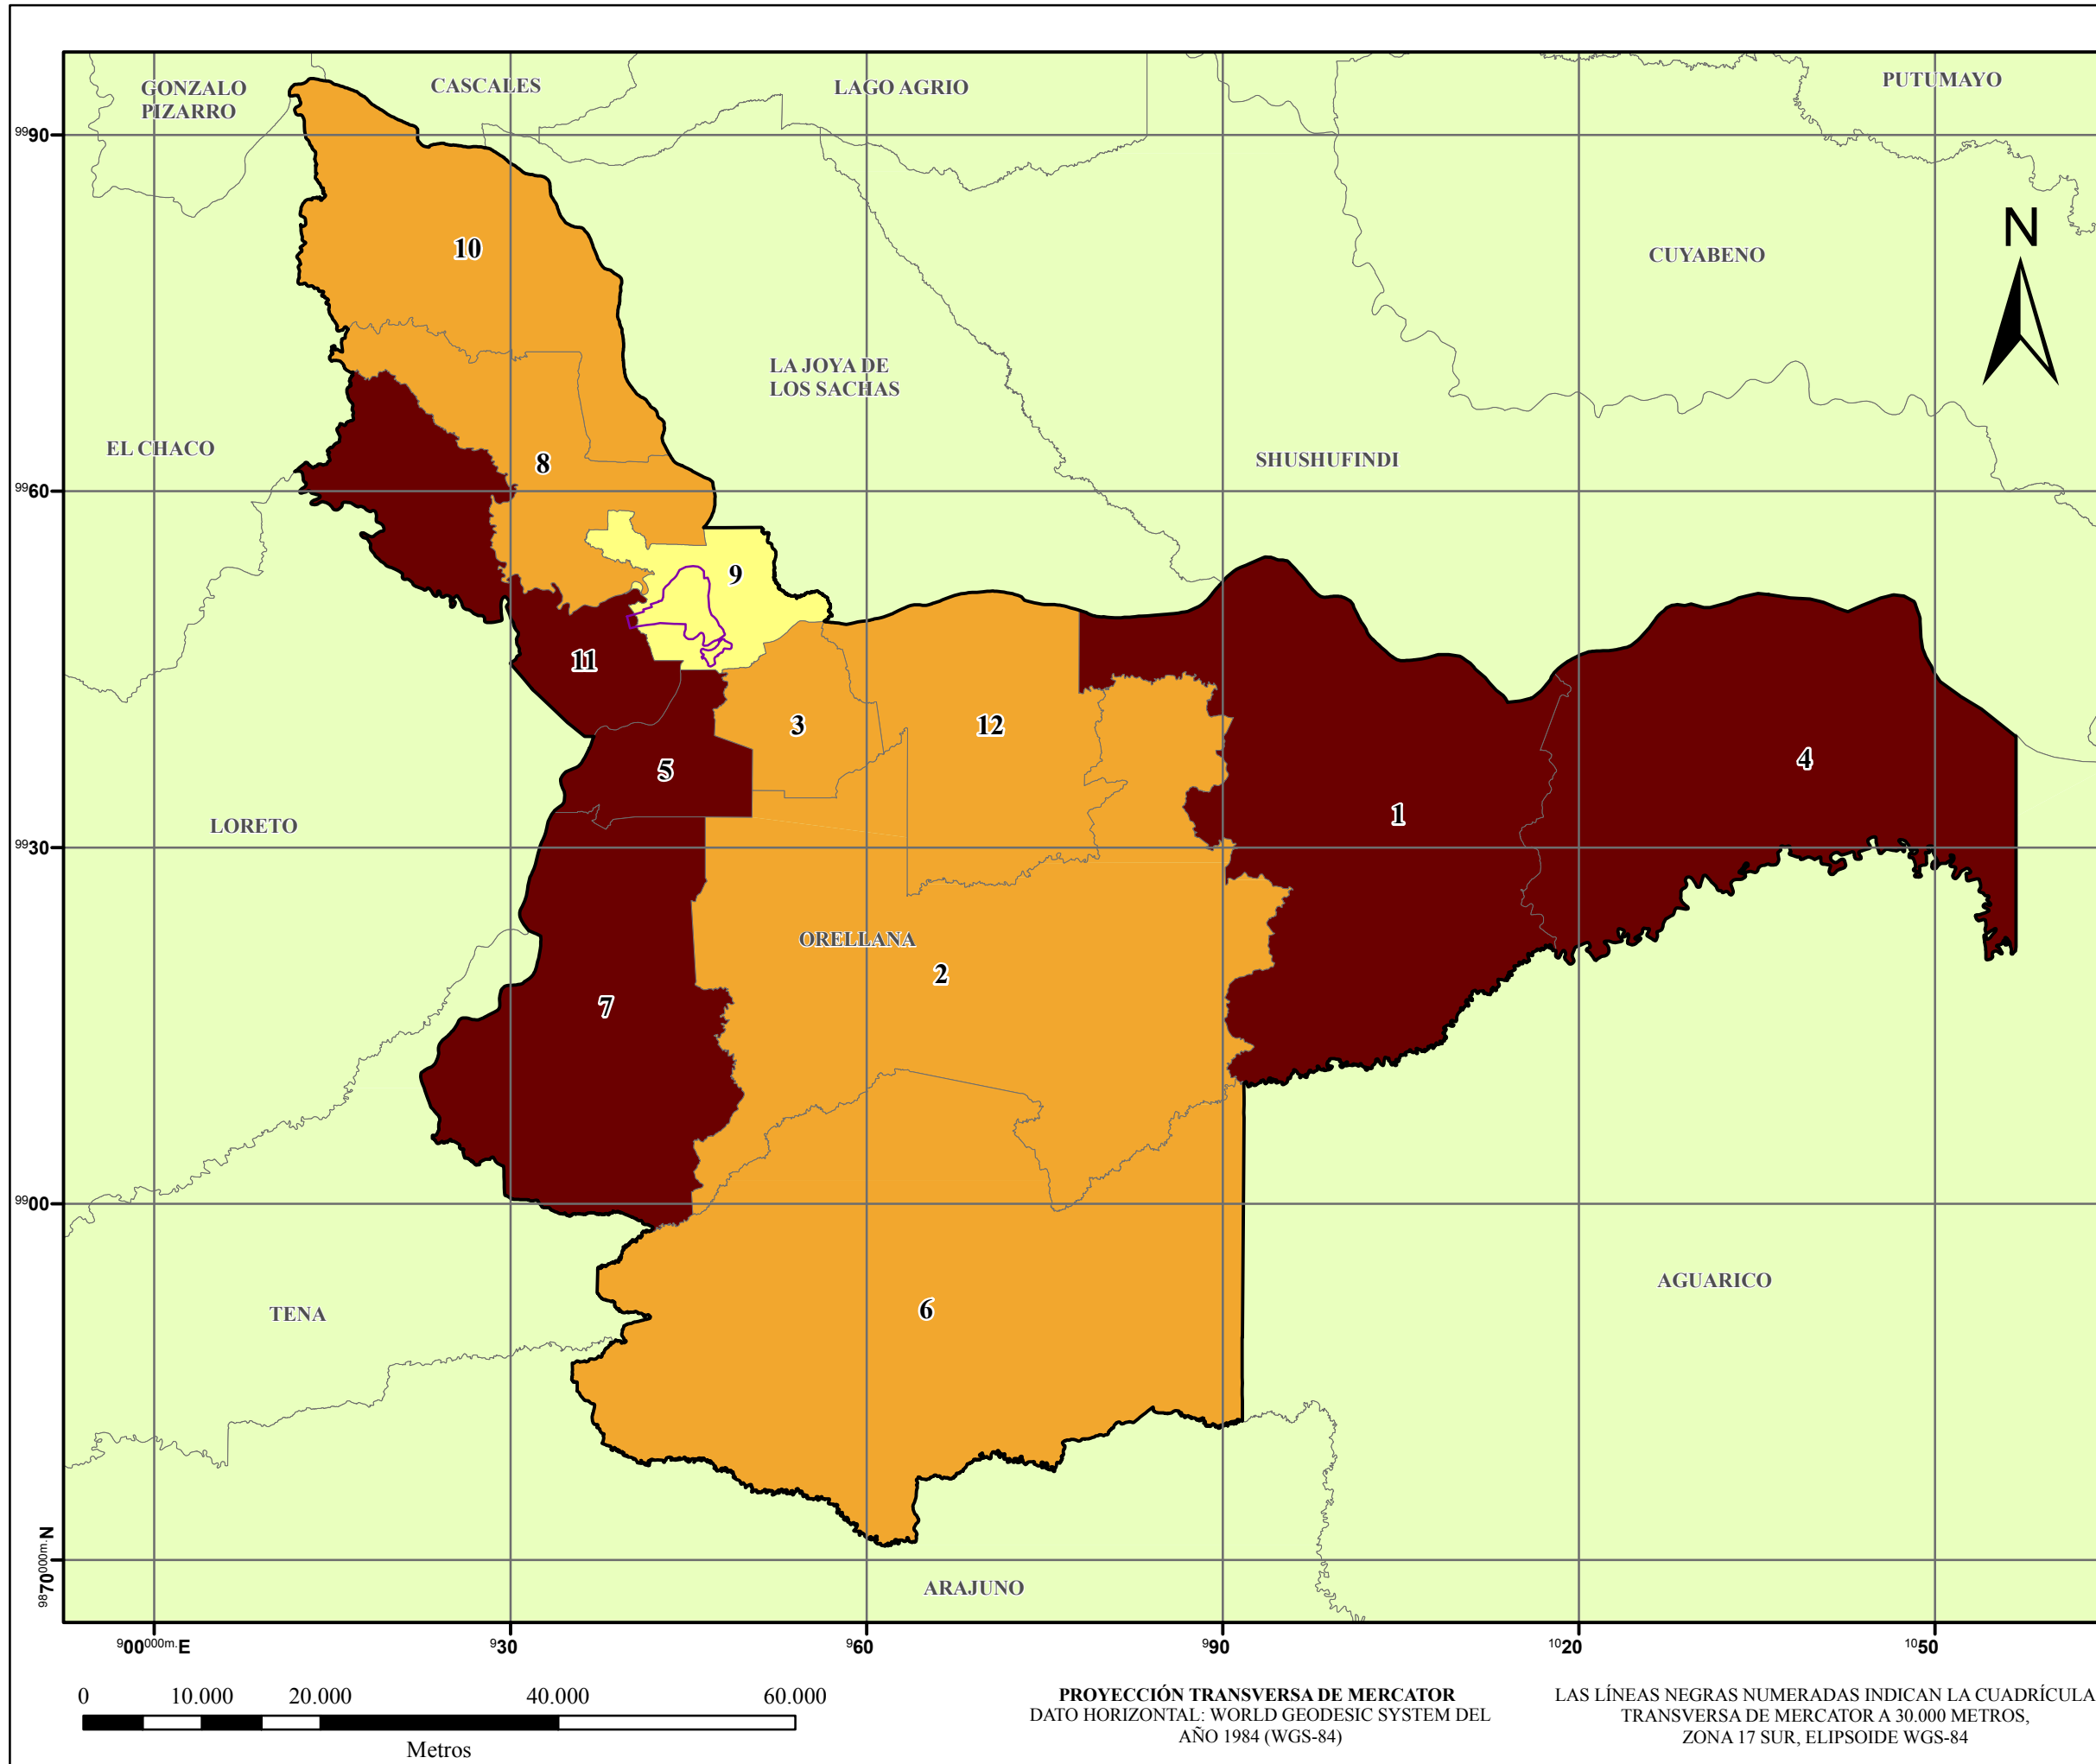 GONZALO
PIZARRO
CASCALES
LAGO AGRIO
PUTUMAYO
9990
N
10
CUYABENO
LA JOYA DE
LOS SACHAS
EL CHACO
8
SHUSHUFINDI
9960
9
11
3
12
5
4
1
LORETO
9930
ORELLANA
2
7
9900
AGUARICO
6
TENA
9870000m.N
ARAJUNO
900000m.E
930
960
990
1020
1050
0 10.000 20.000 40.000 60.000
Metros
PROYECCIÓN TRANSVERSA DE MERCATOR
DATO HORIZONTAL: WORLD GEODESIC SYSTEM DEL
AÑO 1984 (WGS-84)
LAS LÍNEAS NEGRAS NUMERADAS INDICAN LA CUADRÍCULA
TRANSVERSA DE MERCATOR A 30.000 METROS,
ZONA 17 SUR, ELIPSOIDE WGS-84